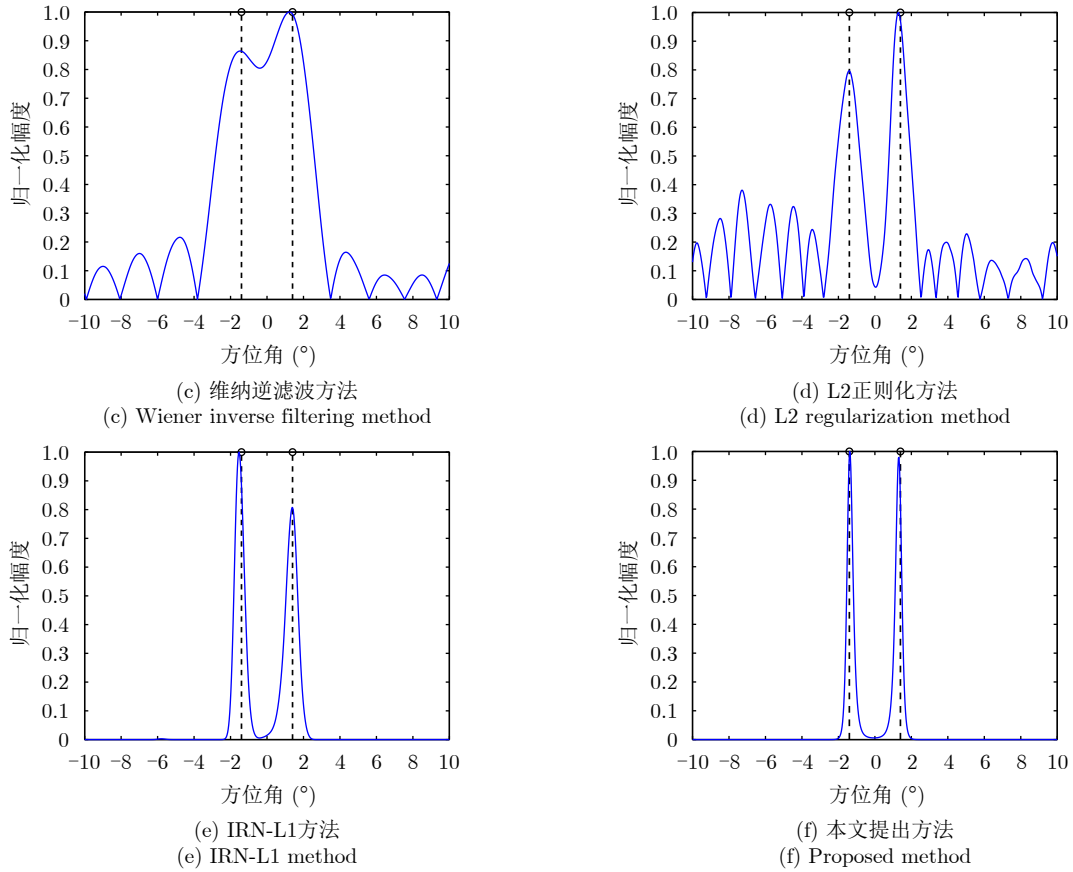 1.0
0.9
0.8
0.7
0.6
0.5
0.4
0.3
0.2
0.1
0
归一化幅度
−10 −8 −6 −4 −2 0 2 4 6 8 10
方位角 (°)
(c) 维纳逆滤波方法
(c) Wiener inverse filtering method
1.0
0.9
0.8
0.7
0.6
0.5
0.4
0.3
0.2
0.1
0
归一化幅度
−10 −8 −6 −4 −2 0 2 4 6 8 10
方位角 (°)
(d) L2正则化方法
(d) L2 regularization method
1.0
0.9
0.8
0.7
0.6
0.5
0.4
0.3
0.2
0.1
0
归一化幅度
−10 −8 −6 −4 −2 0 2 4 6 8 10
方位角 (°)
(e) IRN-L1方法
(e) IRN-L1 method
1.0
0.9
0.8
0.7
0.6
0.5
0.4
0.3
0.2
0.1
0
归一化幅度
−10 −8 −6 −4 −2 0 2 4 6 8 10
方位角 (°)
(f) 本文提出方法
(f) Proposed method